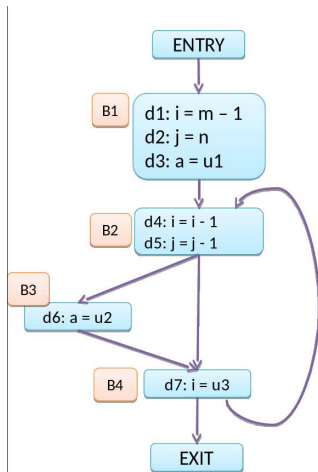 ENTRY
B1
d1: i = m – 1
d2: j = n
d3: a = u1
B2
d4: i = i - 1
d5: j = j - 1
B3
d6: a = u2
B4
d7: i = u3
EXIT